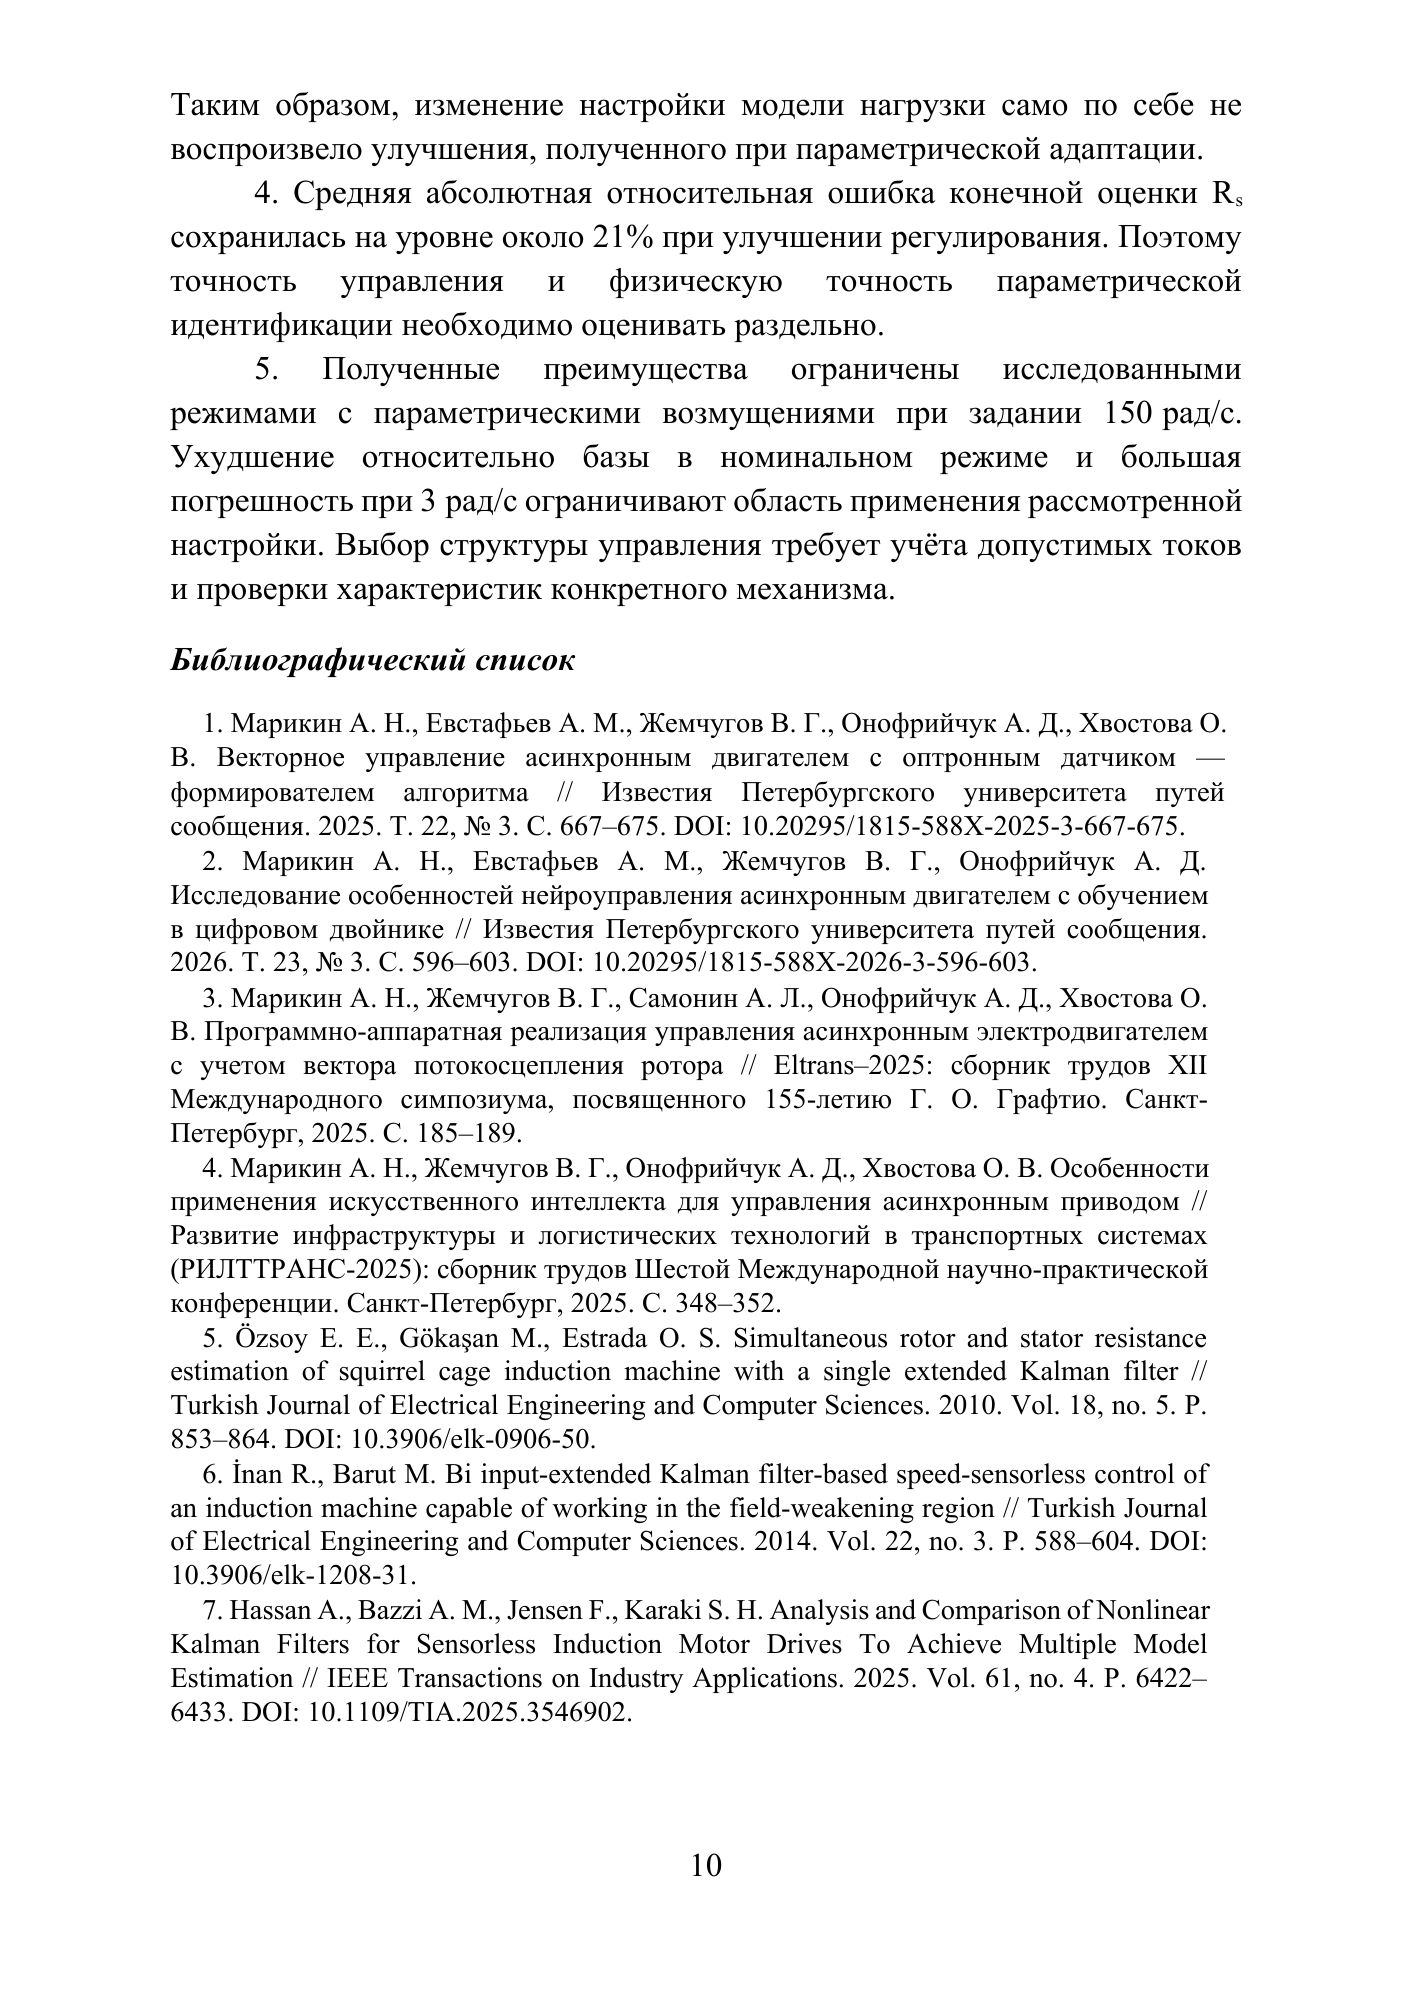 Таким образом, изменение настройки модели нагрузки само по себе не
воспроизвело улучшения, полученного при параметрической адаптации.
4. Средняя абсолютная относительная ошибка конечной оценки Rs
сохранилась на уровне около 21% при улучшении регулирования. Поэтому
точность управления и физическую точность параметрической
идентификации необходимо оценивать раздельно.
5. Полученные преимущества ограничены исследованными
режимами с параметрическими возмущениями при задании 150 рад/с.
Ухудшение относительно базы в номинальном режиме и большая
погрешность при 3 рад/с ограничивают область применения рассмотренной
настройки. Выбор структуры управления требует учёта допустимых токов
и проверки характеристик конкретного механизма.
Библиографический список
1. Марикин А. Н., Евстафьев А. М., Жемчугов В. Г., Онофрийчук А. Д., Хвостова О.
В. Векторное управление асинхронным двигателем с оптронным датчиком —
формирователем алгоритма // Известия Петербургского университета путей
сообщения. 2025. Т. 22, № 3. С. 667–675. DOI: 10.20295/1815-588X-2025-3-667-675.
2. Марикин А. Н., Евстафьев А. М., Жемчугов В. Г., Онофрийчук А. Д.
Исследование особенностей нейроуправления асинхронным двигателем с обучением
в цифровом двойнике // Известия Петербургского университета путей сообщения.
2026. Т. 23, № 3. С. 596–603. DOI: 10.20295/1815-588X-2026-3-596-603.
3. Марикин А. Н., Жемчугов В. Г., Самонин А. Л., Онофрийчук А. Д., Хвостова О.
В. Программно-аппаратная реализация управления асинхронным электродвигателем
с учетом вектора потокосцепления ротора // Eltrans–2025: сборник трудов XII
Международного симпозиума, посвященного 155-летию Г. О. Графтио. Санкт-
Петербург, 2025. С. 185–189.
4. Марикин А. Н., Жемчугов В. Г., Онофрийчук А. Д., Хвостова О. В. Особенности
применения искусственного интеллекта для управления асинхронным приводом //
Развитие инфраструктуры и логистических технологий в транспортных системах
(РИЛТТРАНС-2025): сборник трудов Шестой Международной научно-практической
конференции. Санкт-Петербург, 2025. С. 348–352.
5. Özsoy E. E., Gökaşan M., Estrada O. S. Simultaneous rotor and stator resistance
estimation of squirrel cage induction machine with a single extended Kalman filter //
Turkish Journal of Electrical Engineering and Computer Sciences. 2010. Vol. 18, no. 5. P.
853–864. DOI: 10.3906/elk-0906-50.
6. İnan R., Barut M. Bi input-extended Kalman filter-based speed-sensorless control of
an induction machine capable of working in the field-weakening region // Turkish Journal
of Electrical Engineering and Computer Sciences. 2014. Vol. 22, no. 3. P. 588–604. DOI:
10.3906/elk-1208-31.
7. Hassan A., Bazzi A. M., Jensen F., Karaki S. H. Analysis and Comparison of Nonlinear
Kalman Filters for Sensorless Induction Motor Drives To Achieve Multiple Model
Estimation // IEEE Transactions on Industry Applications. 2025. Vol. 61, no. 4. P. 6422–
6433. DOI: 10.1109/TIA.2025.3546902.
10